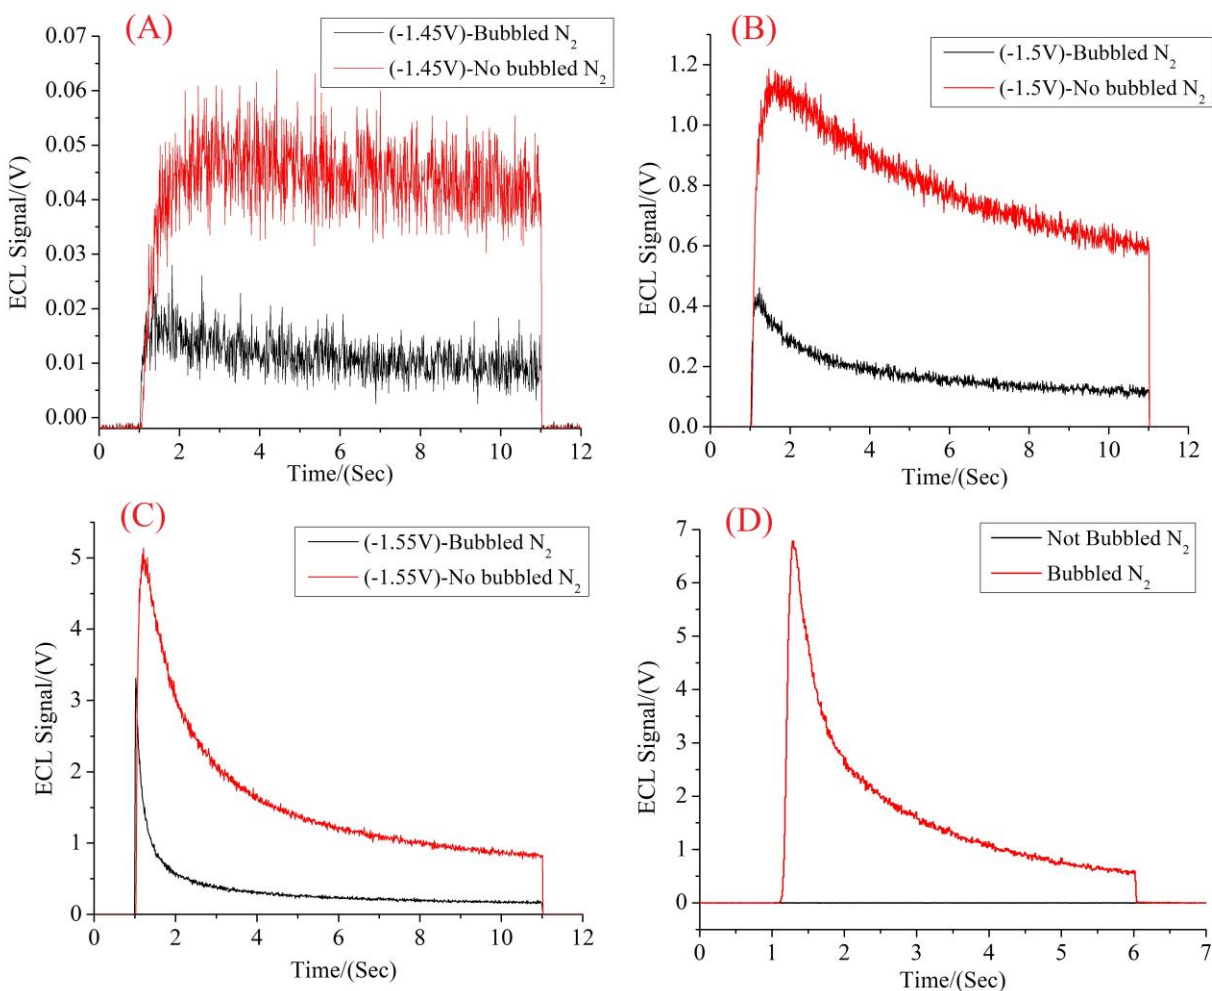 (A)
(-1.45V)-Bubbled N₂
(-1.45V)-No bubbled N₂
0.07
0.06
0.05
0.04
0.03
0.02
0.01
0.00
ECL Signal/(V)
0 2 4 6 8 10 12
Time/(Sec)
(B)
(-1.5V)-Bubbled N₂
(-1.5V)-No bubbled N₂
1.2
1.0
0.8
0.6
0.4
0.2
0.0
ECL Signal/(V)
0 2 4 6 8 10 12
Time/(Sec)
(C)
(-1.55V)-Bubbled N₂
(-1.55V)-No bubbled N₂
5
4
3
2
1
0
ECL Signal/(V)
0 2 4 6 8 10 12
Time/(Sec)
(D)
Not Bubbled N₂
Bubbled N₂
7
6
5
4
3
2
1
0
ECL Signal/(V)
0 1 2 3 4 5 6 7
Time/(Sec)